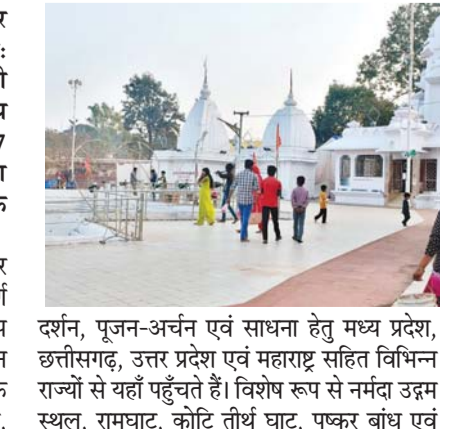 र
ः
ी
य
7
ा
क
र
र्ग
म
न
क
दर्शन, पूजन-अर्चन एवं साधना हेतु मध्य प्रदेश,
छत्तीसगढ़, उत्तर प्रदेश एवं महाराष्ट्र सहित विभिन्न
राज्यों से यहाँ पहुँचते हैं। विशेष रूप से नर्मदा उद्गम
स्थल, रामघाट, कोटि तीर्थ घाट, पुष्कर बांध एवं